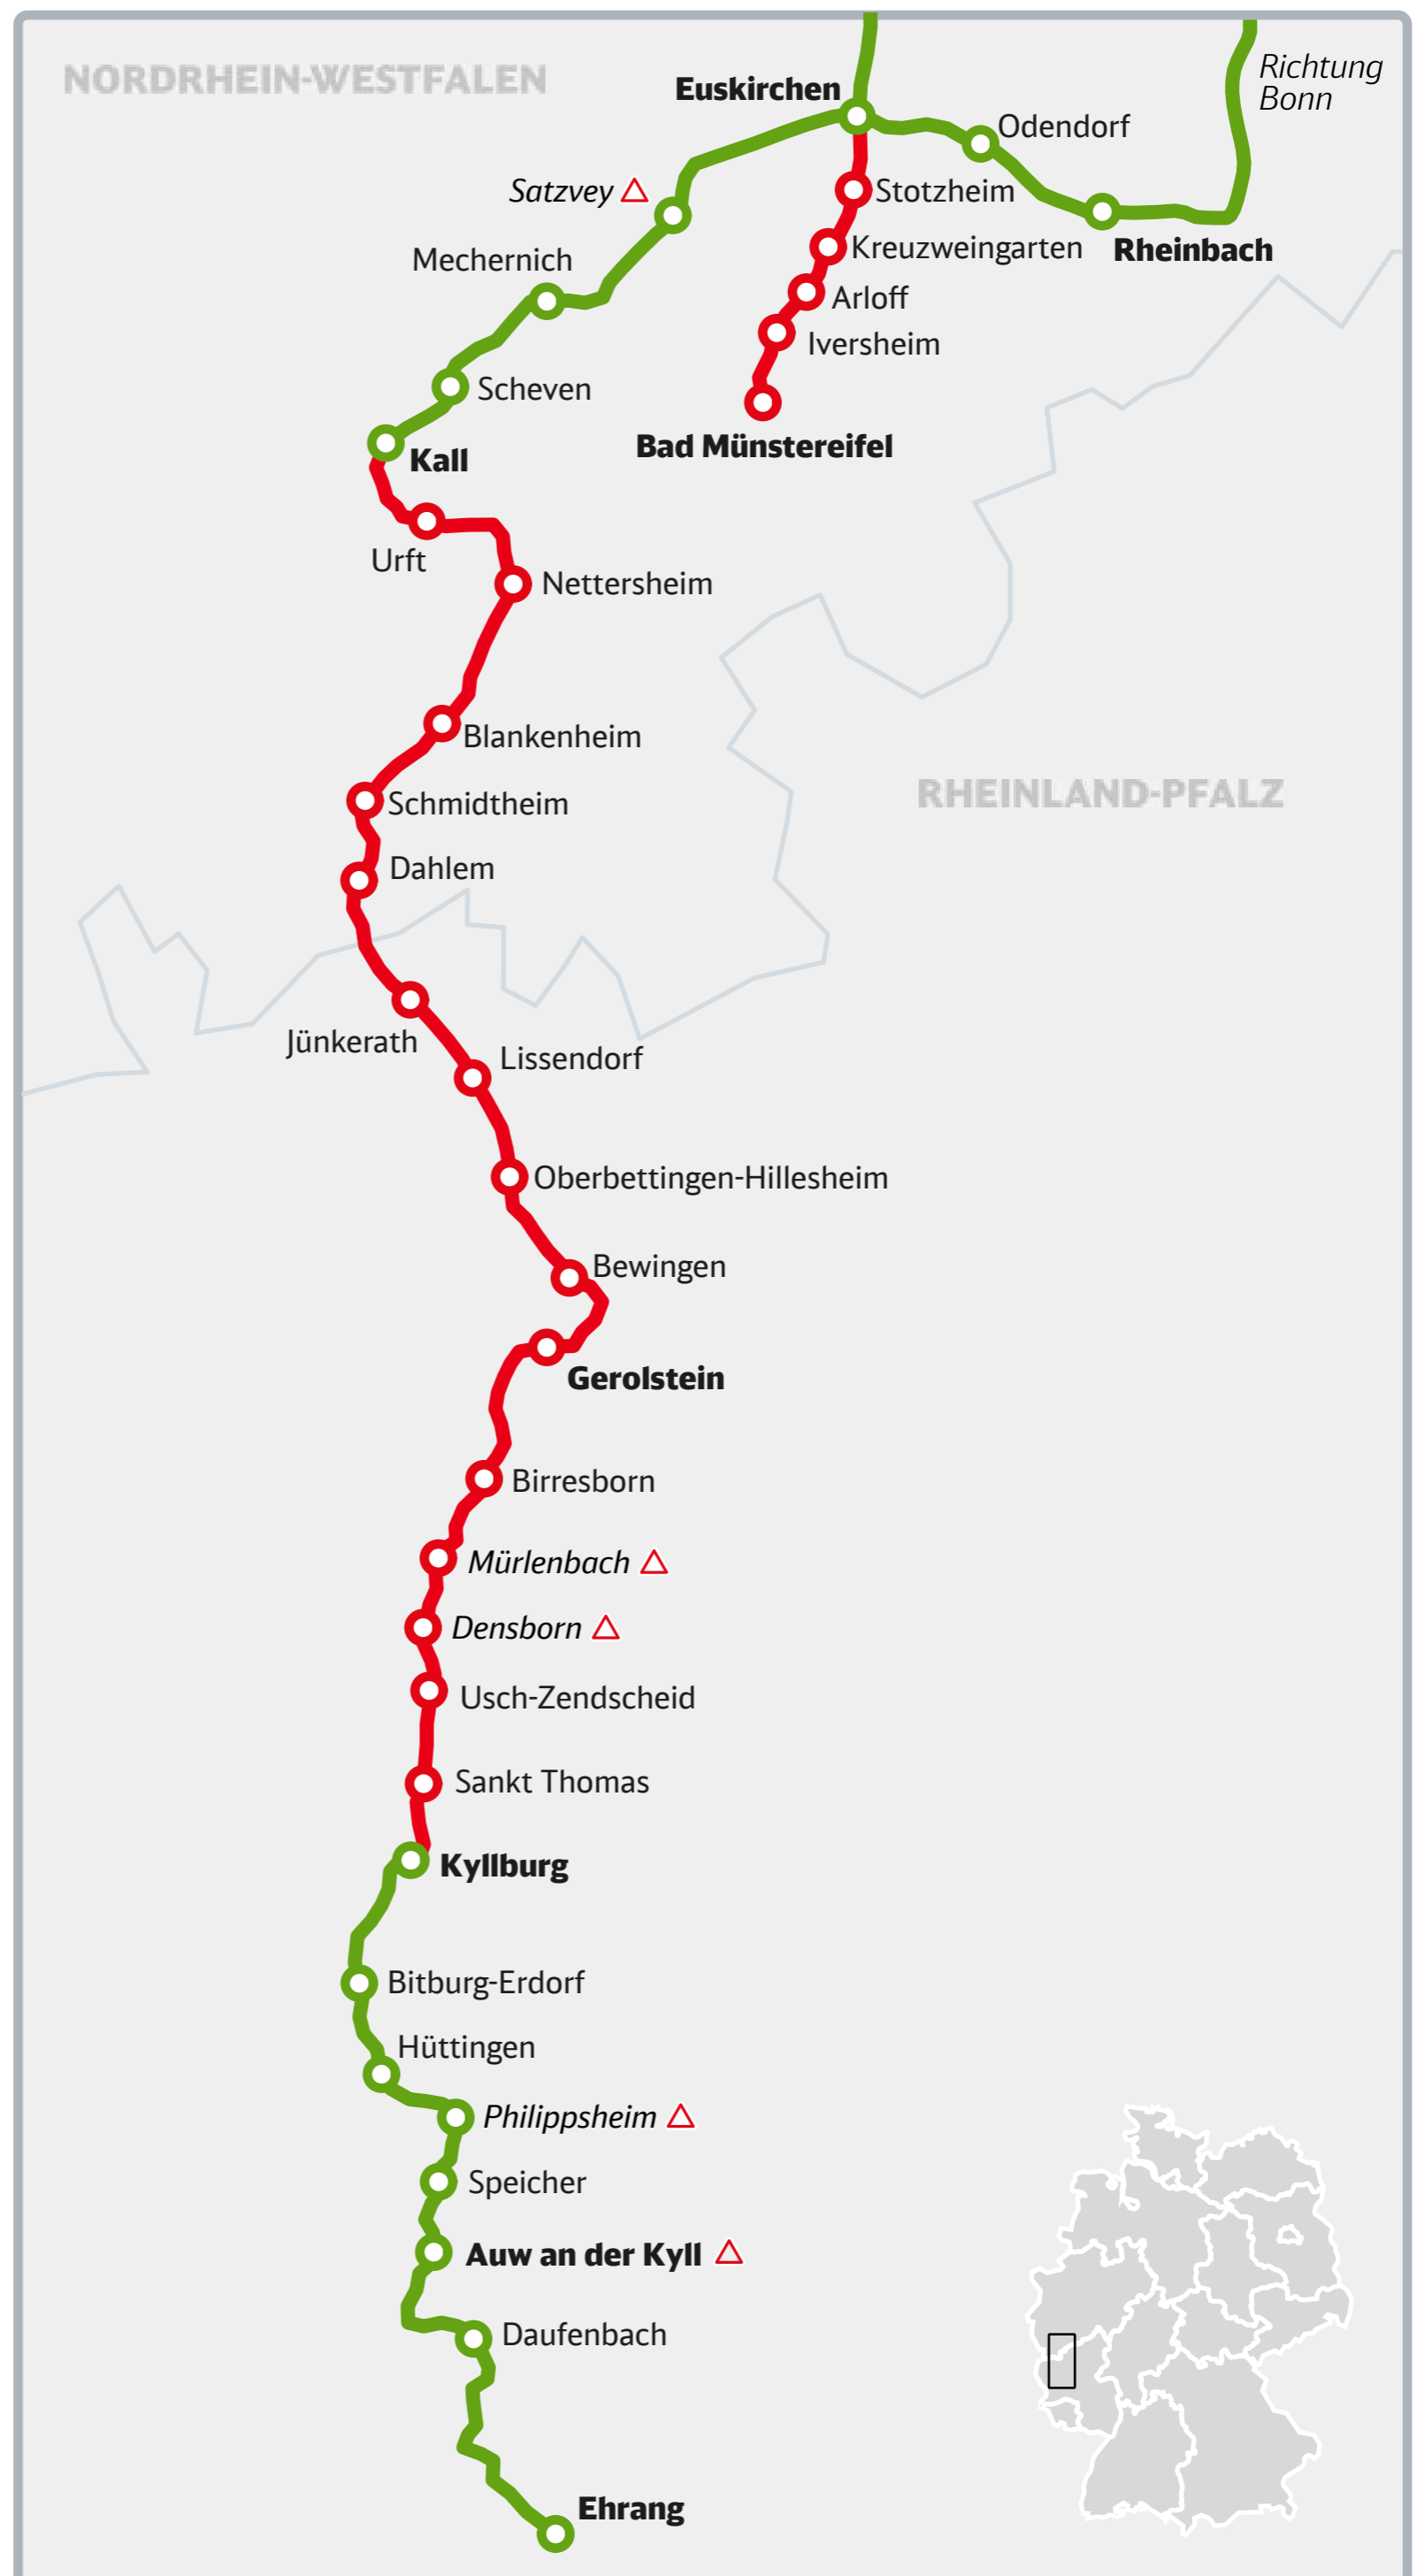 NORDRHEIN-WESTFALEN
Richtung
Bonn
Euskirchen
Odendorf
Satzvey
Stotzheim
Kreuzweingarten
Rheinbach
Mechernich
Arloff
Iversheim
Scheven
Bad Münstereifel
Kall
Urft
Nettersheim
Blankenheim
RHEINLAND-PFALZ
Schmidtheim
Dahlem
Jünkerath
Lissendorf
Oberbettingen-Hillesheim
Bewingen
Gerolstein
Birresborn
Mürlenbach
Densborn
Usch-Zendscheid
Sankt Thomas
Kyllburg
Bitburg-Erdorf
Hüttingen
Philippsheim
Speicher
Auw an der Kyll
Daufenbach
Ehrang